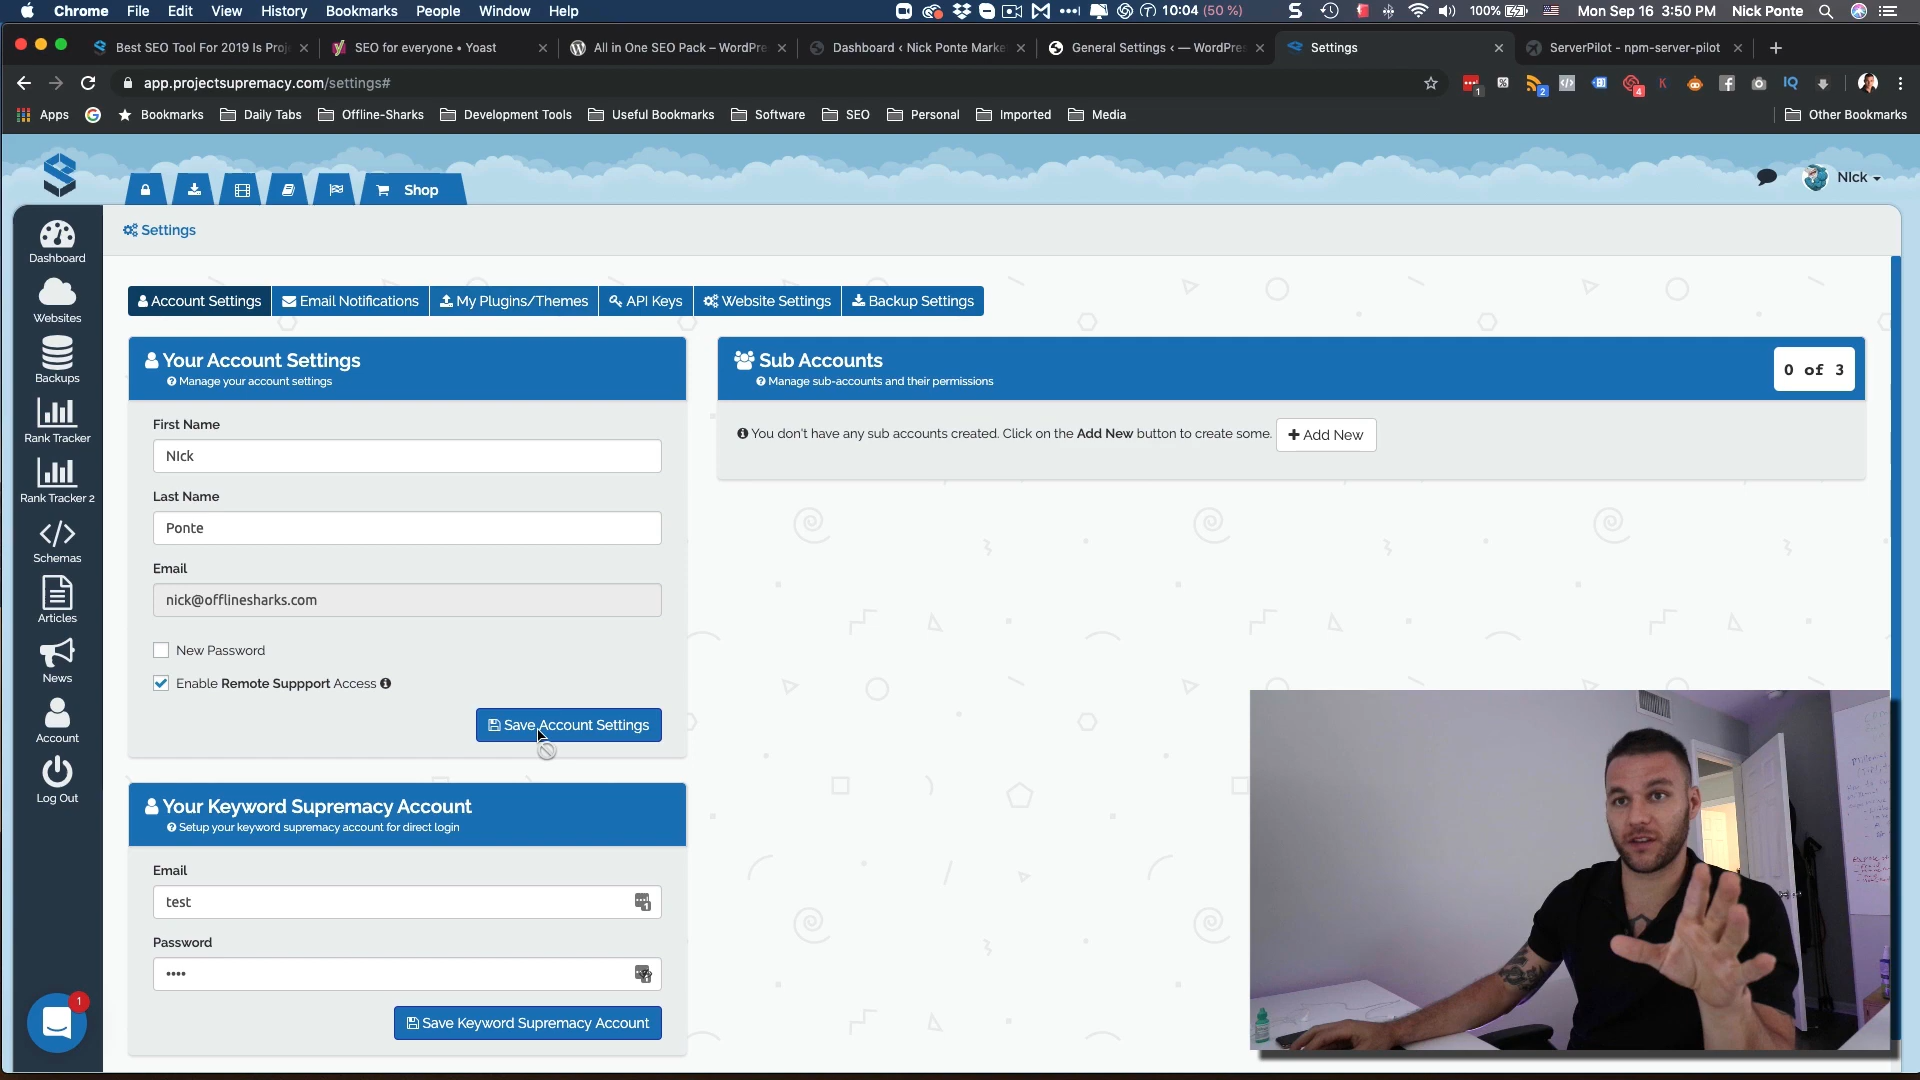 Chrome File Edit View History Bookmarks People Window Help 10:04 (50 %) 100% Mon Sep 16 3:50 PM Nick Ponte
Best SEO Tool For 2019 Is Proj SEO for everyone • Yoast All in One SEO Pack – WordPre Dashboard ‹ Nick Ponte Marke General Settings ‹ — WordPres Settings ServerPilot - npm-server-pilot
app.projectsupremacy.com/settings# 1 2 4 K IQ
Apps Bookmarks Daily Tabs Offline-Sharks Development Tools Useful Bookmarks Software SEO Personal Imported Media Other Bookmarks
Shop NIck
Settings
Dashboard
Websites
Backups
Rank Tracker
Rank Tracker 2
Schemas
Articles
News
Account
Log Out
1
Account Settings Email Notifications My Plugins/Themes API Keys Website Settings Backup Settings
Your Account Settings
Manage your account settings
First Name
NIck
Last Name
Ponte
Email
nick@offlinesharks.com
New Password
Enable Remote Suppport Access
Save Account Settings
Your Keyword Supremacy Account
Setup your keyword supremacy account for direct login
Email
test
Password
••••
Save Keyword Supremacy Account
Sub Accounts
Manage sub-accounts and their permissions
0 of 3
You don't have any sub accounts created. Click on the Add New button to create some. Add New